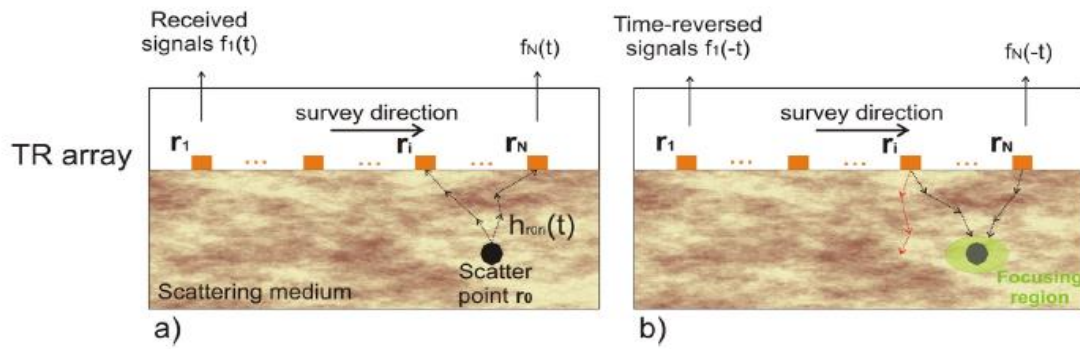 TR array
Received
signals f₁(t)
fN(t)
survey direction
r₁
ri
rN
hr0n(t)
Scatter
point r₀
Scattering medium
a)
Time-reversed
signals f₁(-t)
fN(-t)
survey direction
r₁
ri
rN
Focusing
region
b)